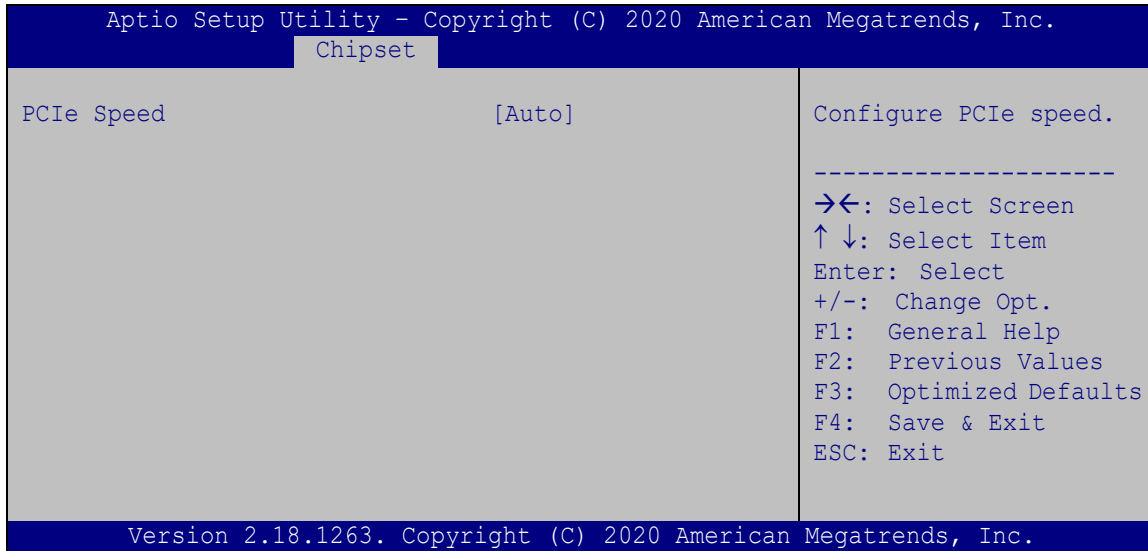 Aptio Setup Utility – Copyright (C) 2020 American Megatrends, Inc.
Chipset
PCIe Speed [Auto]
Configure PCIe speed.
----------------------
→←: Select Screen
↑ ↓: Select Item
Enter: Select
+/-: Change Opt.
F1: General Help
F2: Previous Values
F3: Optimized Defaults
F4: Save & Exit
ESC: Exit
Version 2.18.1263. Copyright (C) 2020 American Megatrends, Inc.